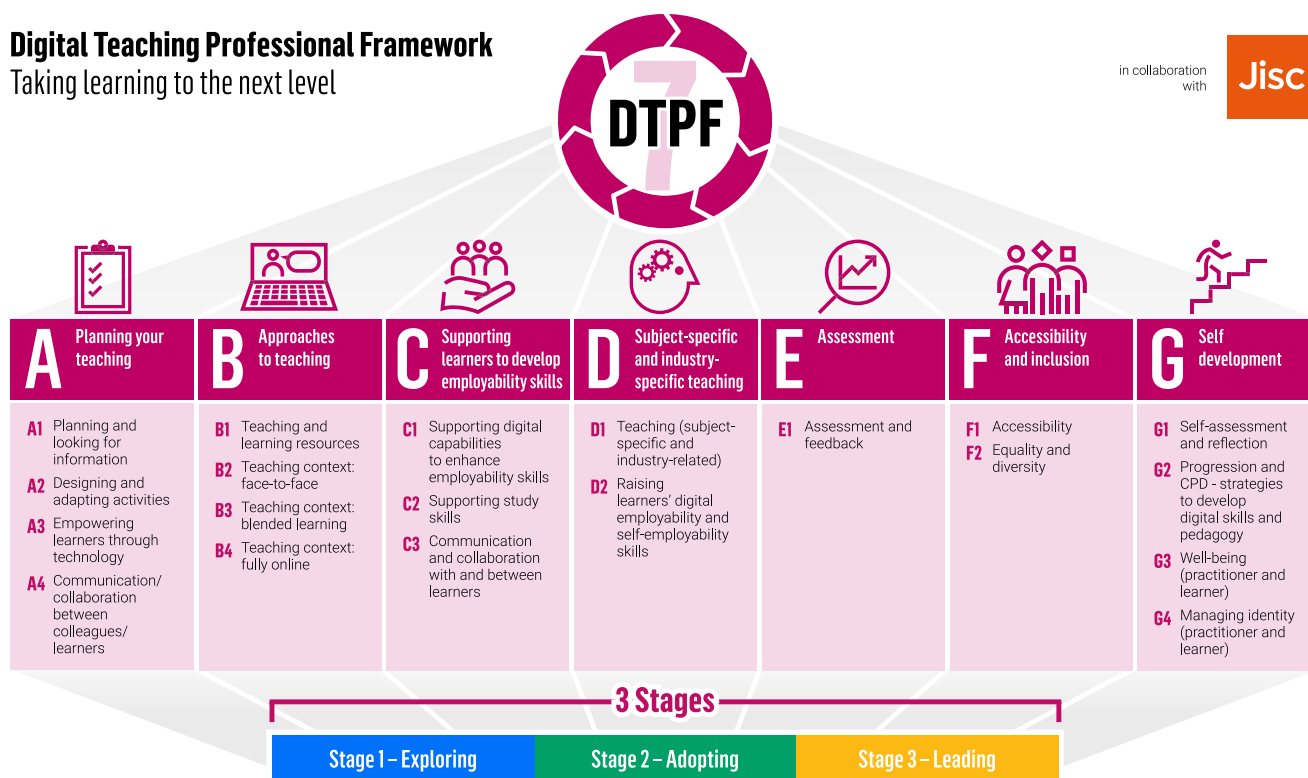 Digital Teaching Professional Framework
Taking learning to the next level
7
DTPF
in collaboration
with
Jisc
A
Planning your
teaching
B
Approaches
to teaching
C
Supporting
learners to develop
employability skills
D
Subject-specific
and industry-
specific teaching
E
Assessment
F
Accessibility
and inclusion
G
Self
development
A1 Planning and
looking for
information
A2 Designing and
adapting activities
A3 Empowering
learners through
technology
A4 Communication/
collaboration
between
colleagues/
learners
B1 Teaching and
learning resources
B2 Teaching context:
face-to-face
B3 Teaching context:
blended learning
B4 Teaching context:
fully online
C1 Supporting digital
capabilities
to enhance
employability skills
C2 Supporting study
skills
C3 Communication
and collaboration
with and between
learners
D1 Teaching (subject-
specific and
industry-related)
D2 Raising
learners' digital
employability and
self-employability
skills
E1 Assessment and
feedback
F1 Accessibility
F2 Equality and
diversity
G1 Self-assessment
and reflection
G2 Progression and
CPD - strategies
to develop
digital skills and
pedagogy
G3 Well-being
(practitioner and
learner)
G4 Managing identity
(practitioner and
learner)
3 Stages
Stage 1 – Exploring
Stage 2 – Adopting
Stage 3 – Leading